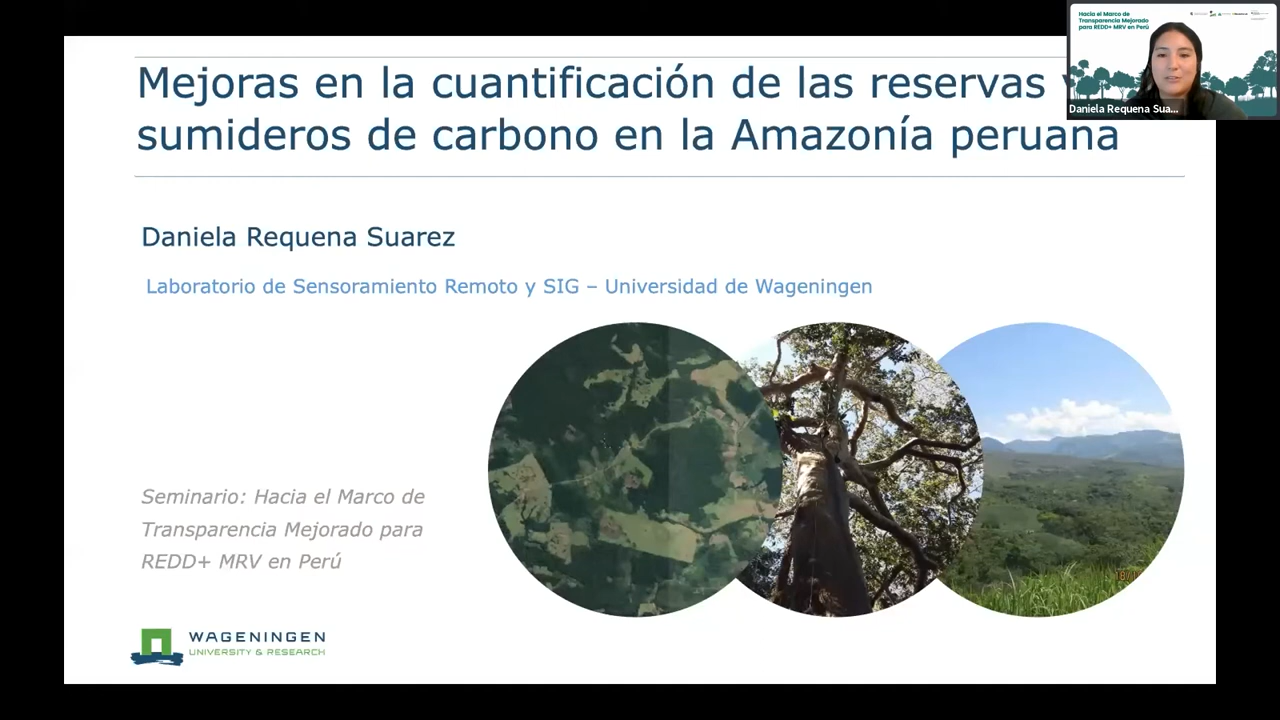 Mejoras en la cuantificación de las reservas
sumideros de carbono en la Amazonía peruana
Daniela Requena Suarez
Laboratorio de Sensoramiento Remoto y SIG – Universidad de Wageningen
Seminario: Hacia el Marco de
Transparencia Mejorado para
REDD+ MRV en Perú
WAGENINGEN
UNIVERSITY & RESEARCH
Hacia el Marco de
Transparencia Mejorado
para REDD+ MRV en Perú
Daniela Requena Sua...